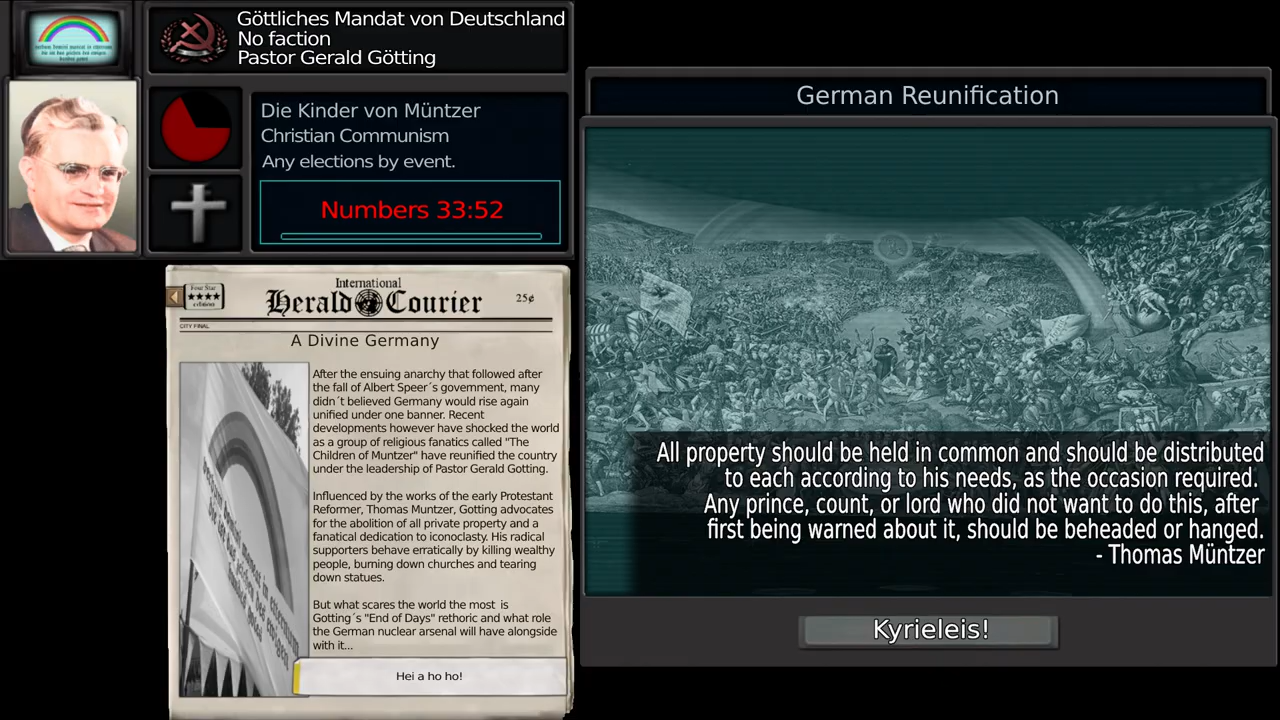 Göttliches Mandat von Deutschland
No faction
Pastor Gerald Götting
Die Kinder von Müntzer
Christian Communism
Any elections by event.
Numbers 33:52
International
Herald Courier
Four Star
edition
25¢
CITY FINAL
A Divine Germany
After the ensuing anarchy that followed after
the fall of Albert Speer´s government, many
didn´t believed Germany would rise again
unified under one banner. Recent
developments however have shocked the world
as a group of religious fanatics called "The
Children of Muntzer" have reunified the country
under the leadership of Pastor Gerald Gotting.
Influenced by the works of the early Protestant
Reformer, Thomas Muntzer, Gotting advocates
for the abolition of all private property and a
fanatical dedication to iconoclasty. His radical
supporters behave erratically by killing wealthy
people, burning down churches and tearing
down statues.
But what scares the world the most is
Gotting´s "End of Days" rethoric and what role
the German nuclear arsenal will have alongside
with it...
Hei a ho ho!
German Reunification
All property should be held in common and should be distributed
to each according to his needs, as the occasion required.
Any prince, count, or lord who did not want to do this, after
first being warned about it, should be beheaded or hanged.
- Thomas Müntzer
Kyrieleis!